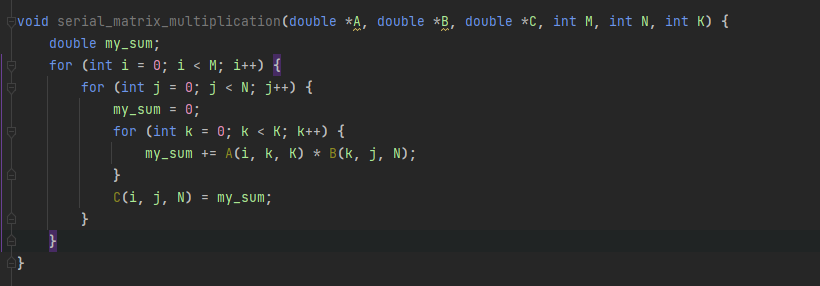 void serial_matrix_multiplication(double *A, double *B, double *C, int M, int N, int K) {
    double my_sum;
    for (int i = 0; i < M; i++) {
        for (int j = 0; j < N; j++) {
            my_sum = 0;
            for (int k = 0; k < K; k++) {
                my_sum += A(i, k, K) * B(k, j, N);
            }
            C(i, j, N) = my_sum;
        }
    }
}